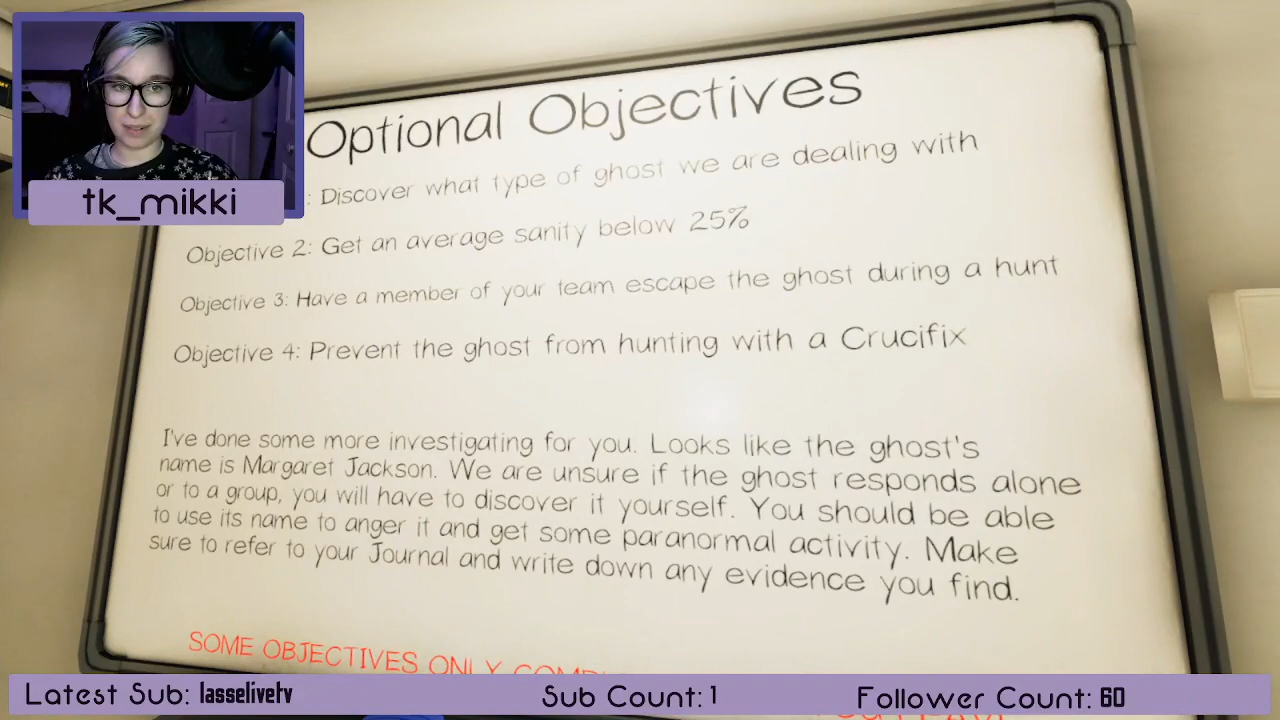 Optional Objectives
: Discover what type of ghost we are dealing with
Objective 2: Get an average sanity below 25%
Objective 3: Have a member of your team escape the ghost during a hunt
Objective 4: Prevent the ghost from hunting with a Crucifix
I've done some more investigating for you. Looks like the ghost's
name is Margaret Jackson. We are unsure if the ghost responds alone
or to a group, you will have to discover it yourself. You should be able
to use its name to anger it and get some paranormal activity. Make
sure to refer to your Journal and write down any evidence you find.
SOME OBJECTIVES ONLY
tk_mikki
Latest Sub: lasselivetv
Sub Count: 1
Follower Count: 60